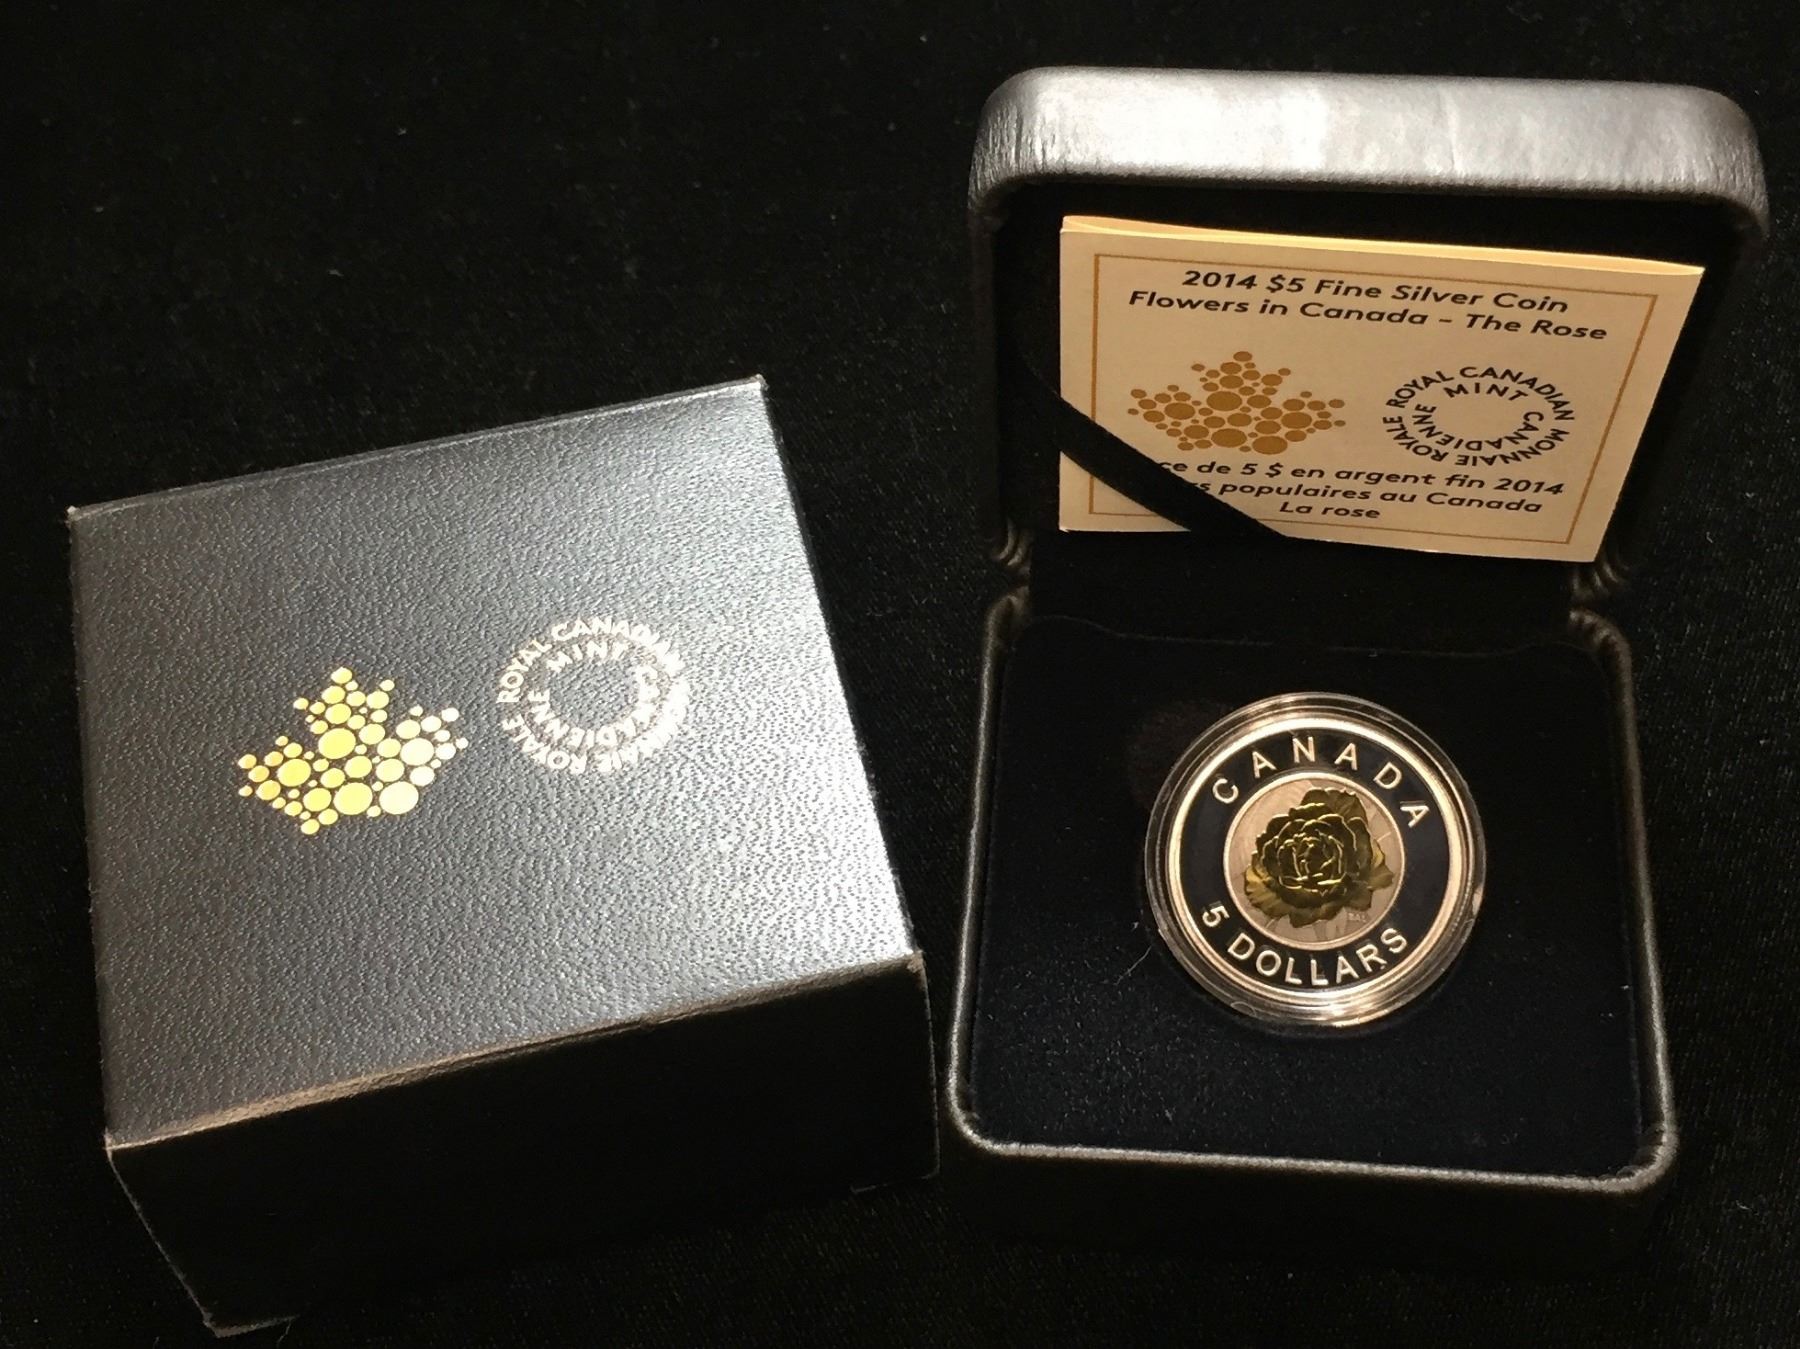 ROYAL CANADIAN
MINT
MONNAIE ROYALE
CANADIENNE
2014 $5 Fine Silver Coin
Flowers in Canada – The Rose
ROYAL CANADIAN
MINT
MONNAIE ROYALE
CANADIENNE
de 5 $ en argent fin 2014
populaires au Canada
La rose
CANADA
5 DOLLARS